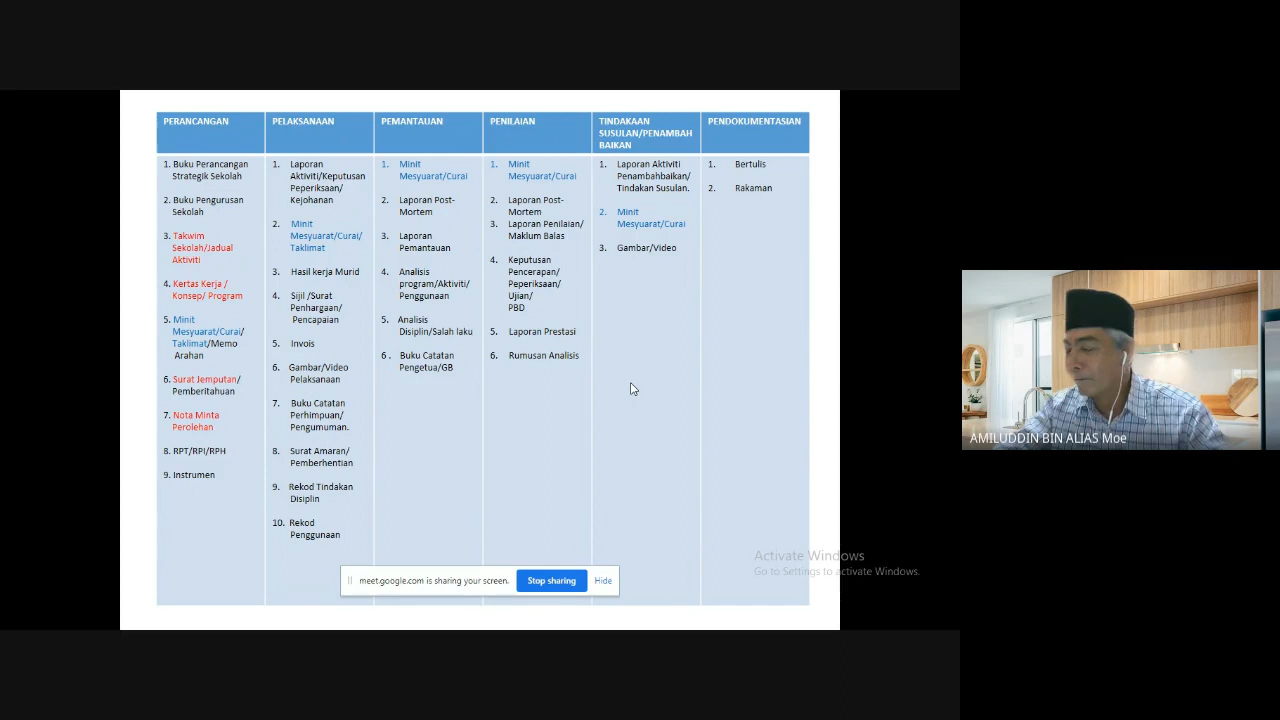 PERANCANGAN
1. Buku Perancangan
Strategik Sekolah
2. Buku Pengurusan
Sekolah
3. Takwim
Sekolah/Jadual
Aktiviti
4. Kertas Kerja /
Konsep/ Program
5. Minit
Mesyuarat/Curai/
Taklimat/Memo
Arahan
6. Surat Jemputan/
Pemberitahuan
7. Nota Minta
Perolehan
8. RPT/RPI/RPH
9. Instrumen
PELAKSANAAN
1. Laporan
Aktiviti/Keputusan
Peperiksaan/
Kejohanan
2. Minit
Mesyuarat/Curai/
Taklimat
3. Hasil kerja Murid
4. Sijil /Surat
Penhargaan/
Pencapaian
5. Invois
6. Gambar/Video
Pelaksanaan
7. Buku Catatan
Perhimpuan/
Pengumuman.
8. Surat Amaran/
Pemberhentian
9. Rekod Tindakan
Disiplin
10. Rekod
Penggunaan
PEMANTAUAN
1. Minit
Mesyuarat/Curai
2. Laporan Post-
Mortem
3. Laporan
Pemantauan
4. Analisis
program/Aktiviti/
Penggunaan
5. Analisis
Disiplin/Salah laku
6 . Buku Catatan
Pengetua/GB
PENILAIAN
1. Minit
Mesyuarat/Curai
2. Laporan Post-
Mortem
3. Laporan Penilaian/
Maklum Balas
4. Keputusan
Pencerapan/
Peperiksaan/
Ujian/
PBD
5. Laporan Prestasi
6. Rumusan Analisis
TINDAKAAN
SUSULAN/PENAMBAH
BAIKAN
1. Laporan Aktiviti
Penambahbaikan/
Tindakan Susulan.
2. Minit
Mesyuarat/Curai
3. Gambar/Video
PENDOKUMENTASIAN
1. Bertulis
2. Rakaman
meet.google.com is sharing your screen. Stop sharing Hide
Activate Windows
Go to Settings to activate Windows.
AMILUDDIN BIN ALIAS Moe